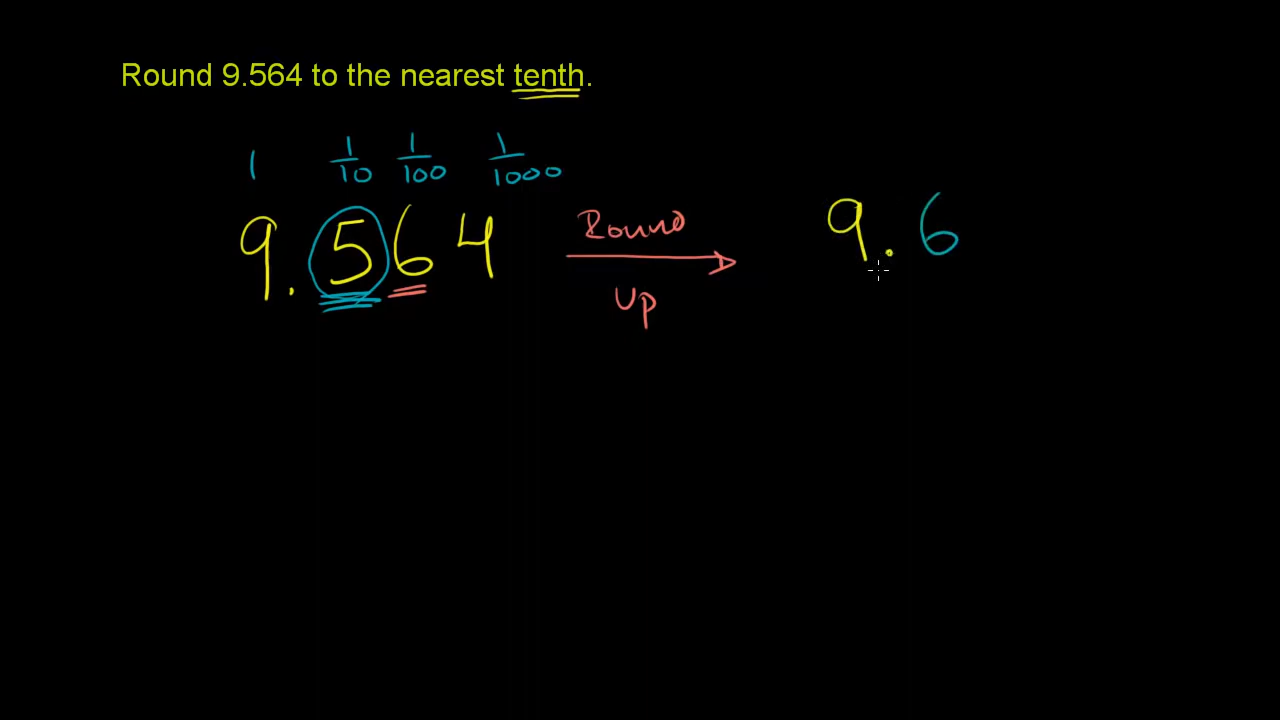 Round 9.564 to the nearest tenth.
1 1/10 1/100 1/1000
9.564 Round Up 9.6